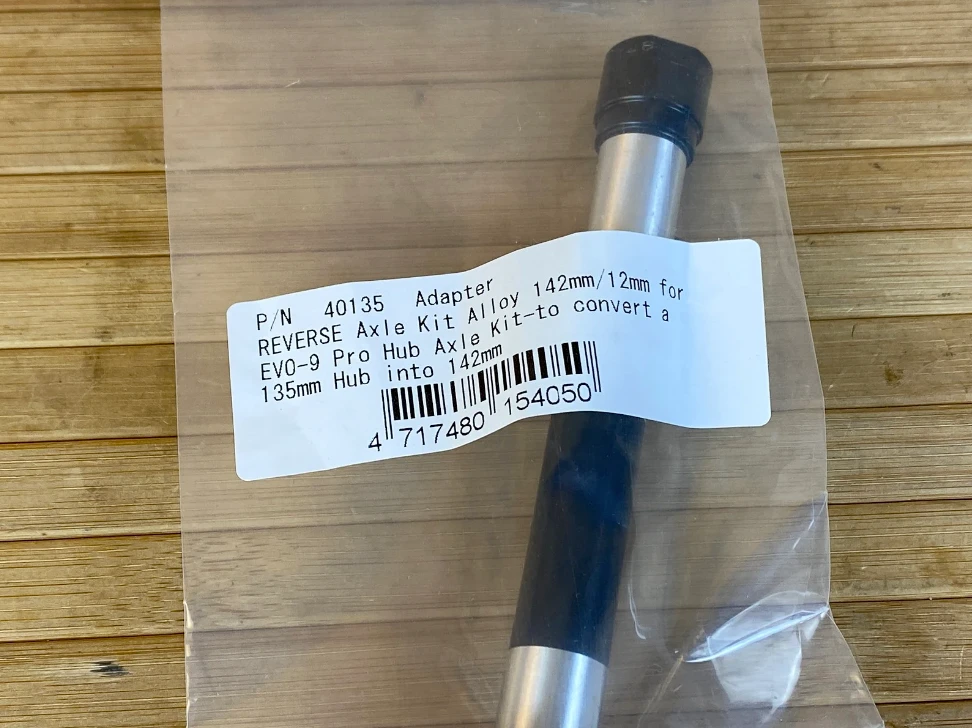 P/N 40135 Adapter
REVERSE Axle Kit Alloy 142mm/12mm for
EVO-9 Pro Hub Axle Kit-to convert a
135mm Hub into 142mm
4 717480 154050